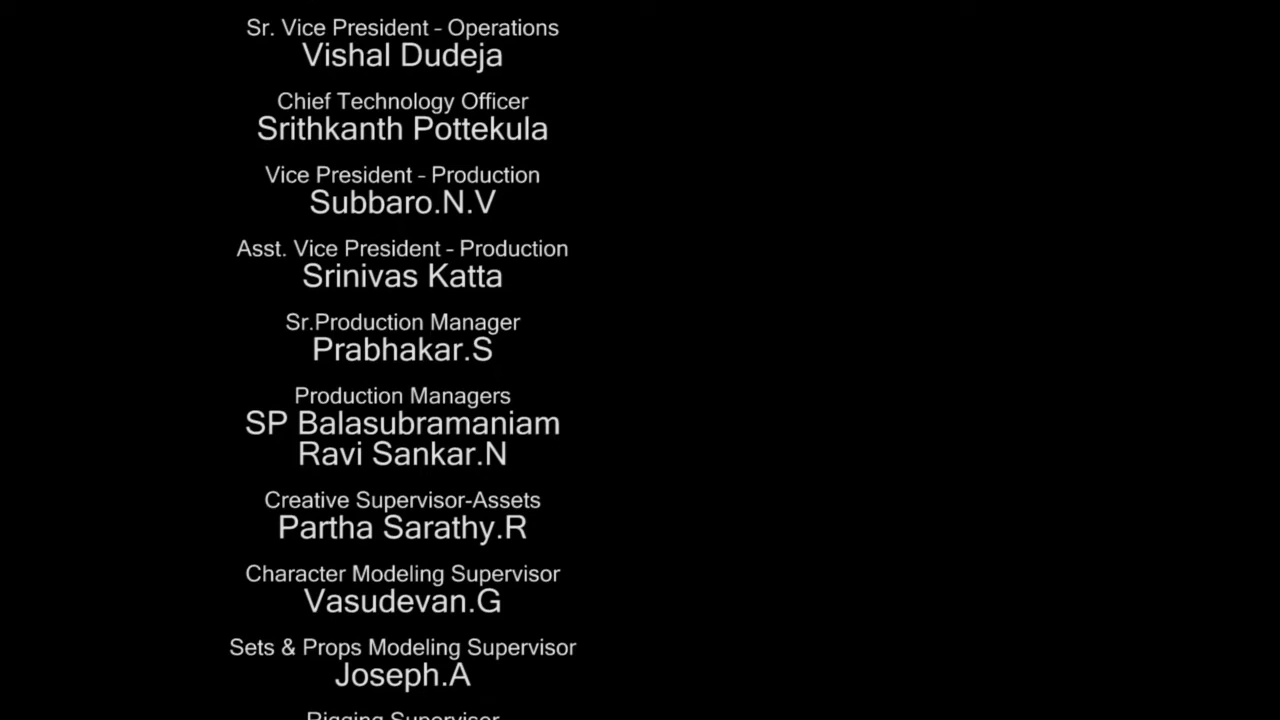 Sr. Vice President - Operations
Vishal Dudeja
Chief Technology Officer
Srithkanth Pottekula
Vice President - Production
Subbaro.N.V
Asst. Vice President - Production
Srinivas Katta
Sr.Production Manager
Prabhakar.S
Production Managers
SP Balasubramaniam
Ravi Sankar.N
Creative Supervisor-Assets
Partha Sarathy.R
Character Modeling Supervisor
Vasudevan.G
Sets & Props Modeling Supervisor
Joseph.A
Rigging Supervisor